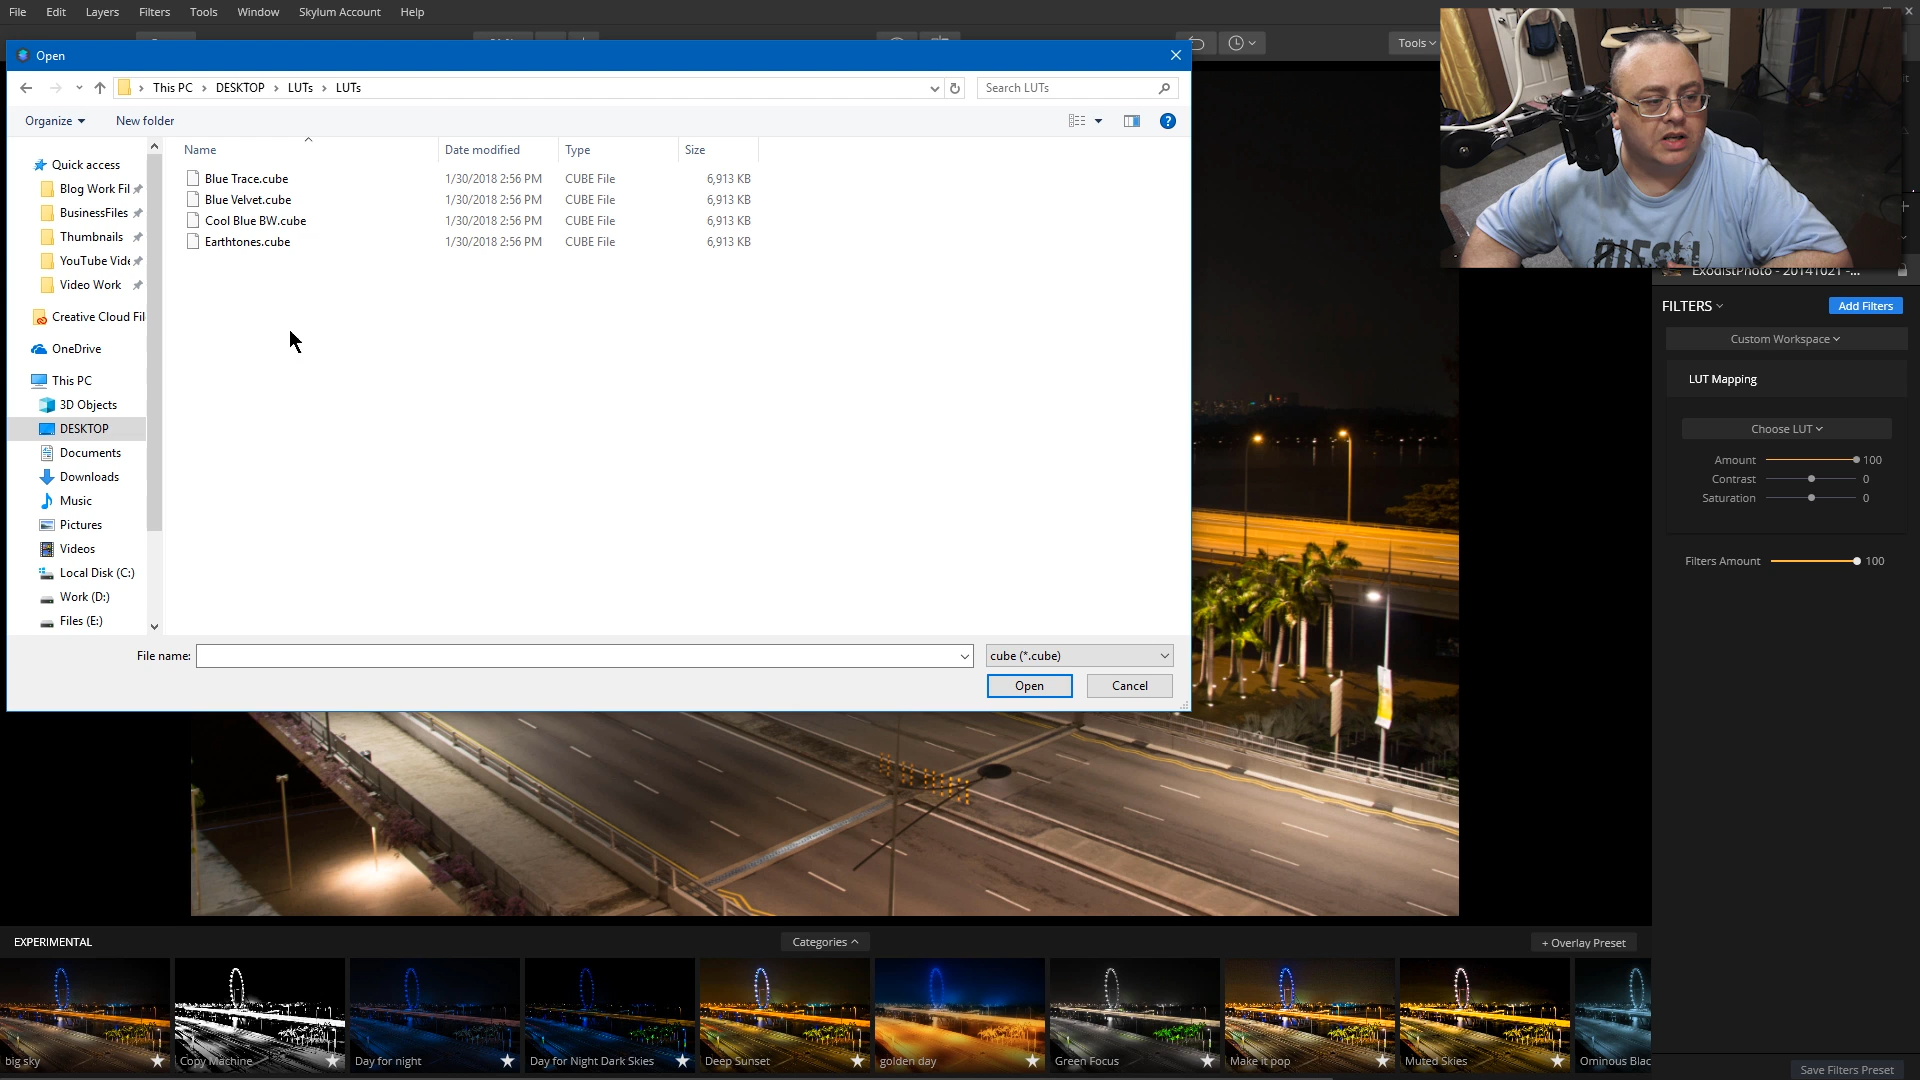 File Edit Layers Filters Tools Window Skylum Account Help
Tools
Open
This PC > DESKTOP > LUTs > LUTs
Search LUTs
Organize New folder
Name Date modified Type Size
Blue Trace.cube 1/30/2018 2:56 PM CUBE File 6,913 KB
Blue Velvet.cube 1/30/2018 2:56 PM CUBE File 6,913 KB
Cool Blue BW.cube 1/30/2018 2:56 PM CUBE File 6,913 KB
Earthtones.cube 1/30/2018 2:56 PM CUBE File 6,913 KB
Quick access
Blog Work Fil
BusinessFiles
Thumbnails
YouTube Vide
Video Work
Creative Cloud Fil
OneDrive
This PC
3D Objects
DESKTOP
Documents
Downloads
Music
Pictures
Videos
Local Disk (C:)
Work (D:)
Files (E:)
File name:
cube (*.cube)
Open Cancel
DIESEL
ExodistPhoto - 20141021 -...
FILTERS
Add Filters
Custom Workspace
LUT Mapping
Choose LUT
Amount 100
Contrast 0
Saturation 0
Filters Amount 100
EXPERIMENTAL
Categories
+ Overlay Preset
big sky
Copy Machine
Day for night
Day for Night Dark Skies
Deep Sunset
golden day
Green Focus
Make it pop
Muted Skies
Ominous Blac
Save Filters Preset